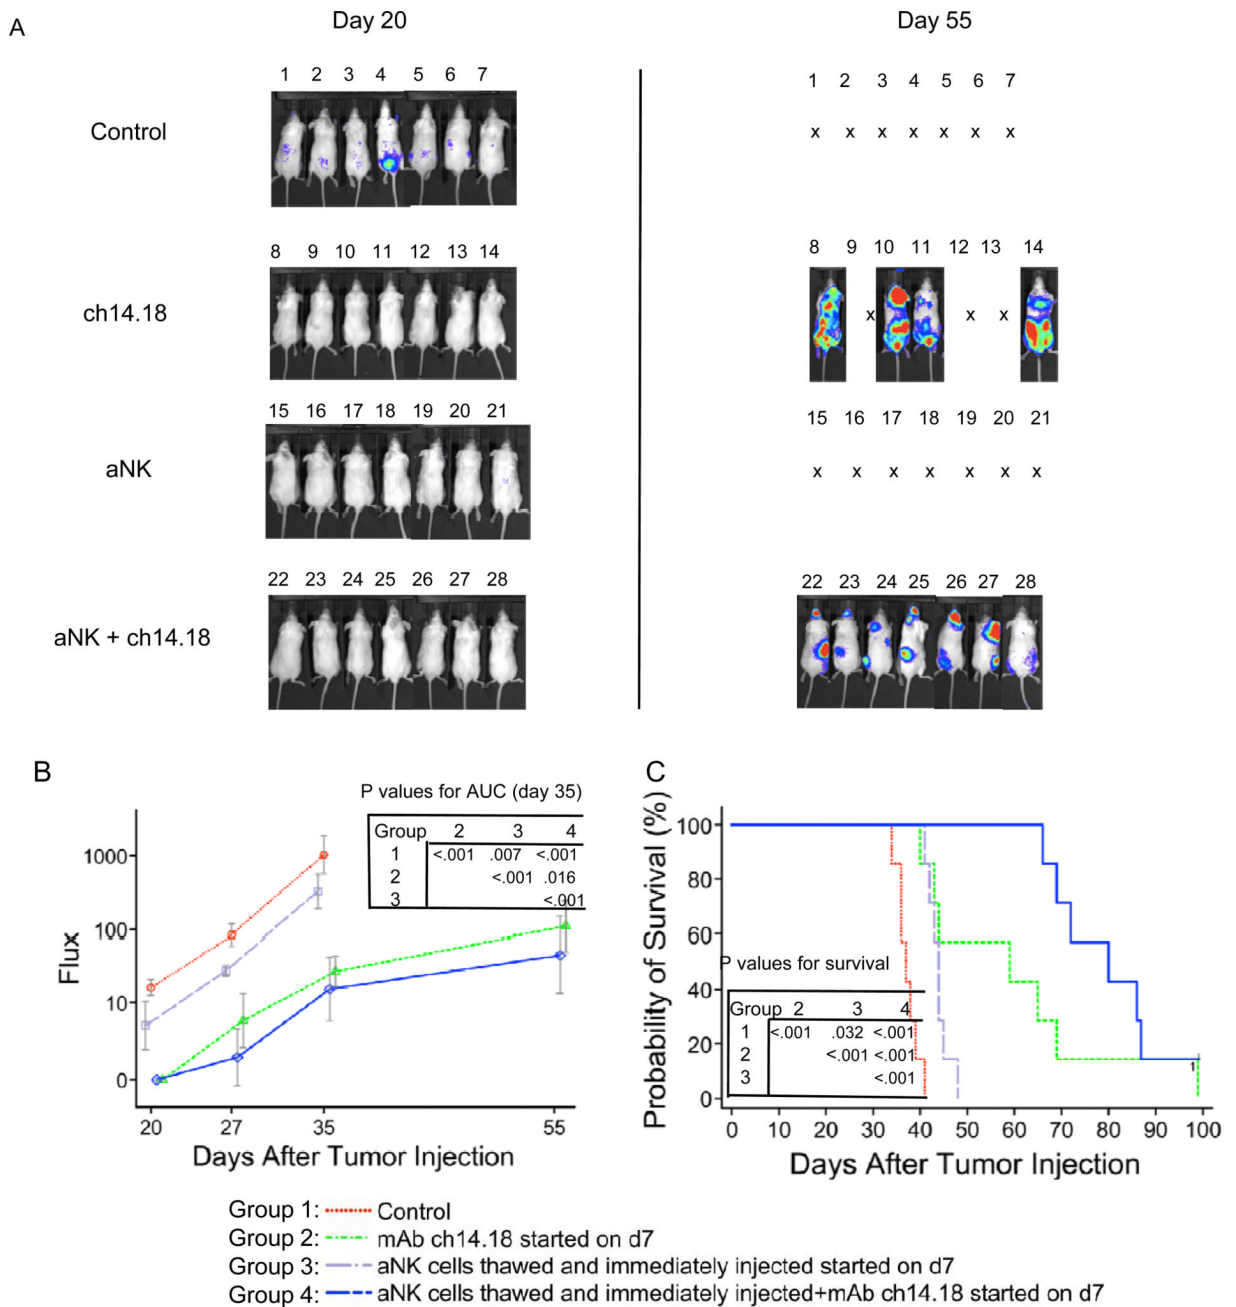 A
Day 20
Day 55
1 2 3 4 5 6 7
1 2 3 4 5 6 7
Control
x x x x x x x
8 9 10 11 12 13 14
8 9 10 11 12 13 14
ch14.18
x x x
15 16 17 18 19 20 21
15 16 17 18 19 20 21
aNK
x x x x x x x
22 23 24 25 26 27 28
22 23 24 25 26 27 28
aNK + ch14.18
B
P values for AUC (day 35)
Group 2 3 4
1 <.001 .007 <.001
2 <.001 .016
3 <.001
Flux
1000
100
10
0
20 27 35 55
Days After Tumor Injection
C
Probability of Survival (%)
100
80
60
40
20
0
P values for survival
Group 2 3 4
1 <.001 .032 <.001
2 <.001 <.001
3 <.001
1
0 10 20 30 40 50 60 70 80 90 100
Days After Tumor Injection
Group 1: Control
Group 2: mAb ch14.18 started on d7
Group 3: aNK cells thawed and immediately injected started on d7
Group 4: aNK cells thawed and immediately injected+mAb ch14.18 started on d7